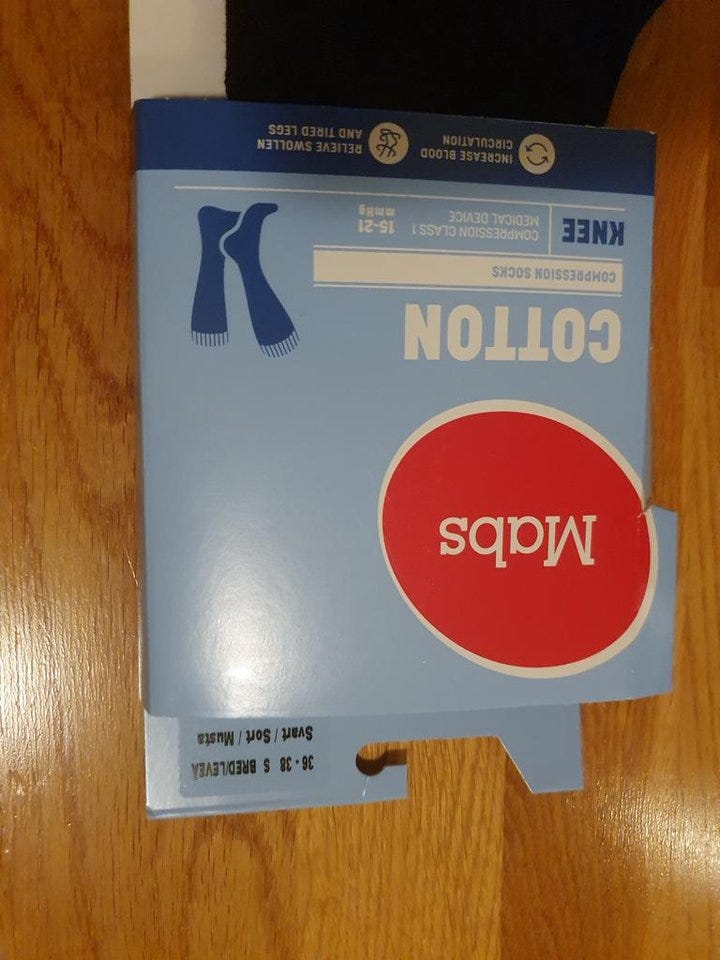 36 - 38 S BRED/LEVEÄ
Svart / Sort / Musta
Mabs
COTTON
COMPRESSION SOCKS
KNEE
COMPRESSION CLASS 1
MEDICAL DEVICE
15-21
mmHg
INCREASE BLOOD
CIRCULATION
RELIEVE SWOLLEN
AND TIRED LEGS